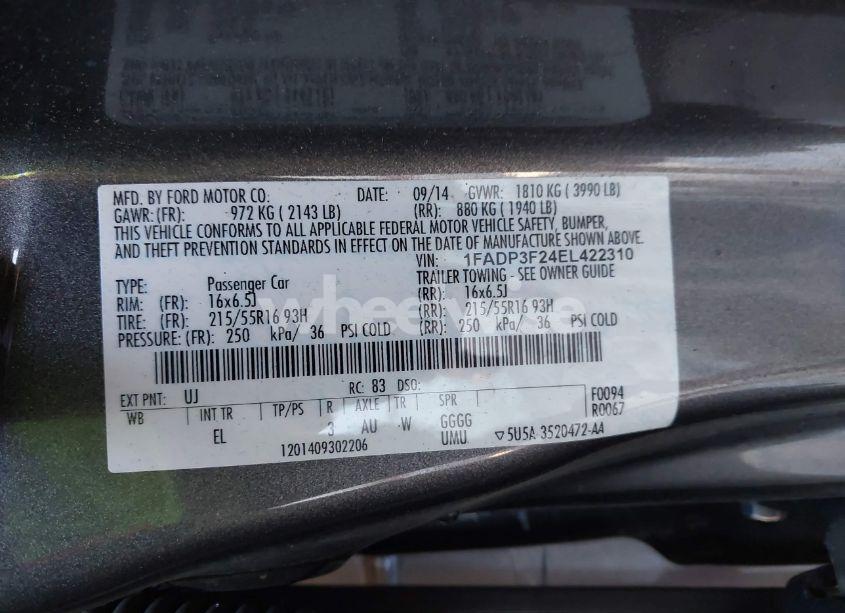 MFD. BY FORD MOTOR CO. DATE: 09/14 GVWR: 1810 KG ( 3990 LB)
GAWR: (FR): 972 KG ( 2143 LB) (RR): 880 KG ( 1940 LB)
THIS VEHICLE CONFORMS TO ALL APPLICABLE FEDERAL MOTOR VEHICLE SAFETY, BUMPER,
AND THEFT PREVENTION STANDARDS IN EFFECT ON THE DATE OF MANUFACTURE SHOWN ABOVE.
VIN: 1FADP3F24EL422310
TYPE: Passenger Car TRAILER TOWING - SEE OWNER GUIDE
RIM: (FR): 16x6.5J (RR): 16x6.5J
wheelwise
TIRE: (FR): 215/55R16 93H (RR): 215/55R16 93H
PRESSURE: (FR): 250 kPa/ 36 PSI COLD (RR): 250 kPa/ 36 PSI COLD
EXT PNT: UJ RC: 83 DSO: F0094
WB INT TR TP/PS R AXLE TR SPR R0067
EL 3 AU W GGGG
UMU
1201409302206 ▽5U5A 3520472-AA